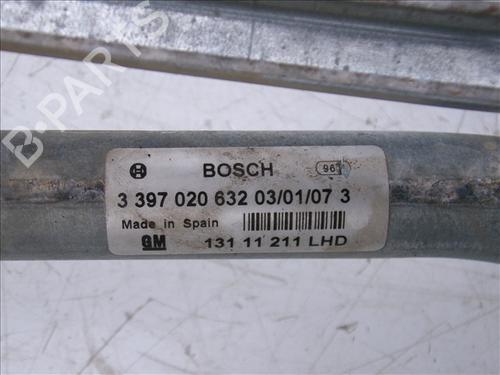 B-PARTS
BOSCH
3 397 020 632 03/01/07 3
Made in Spain
GM
131 11 211 LHD